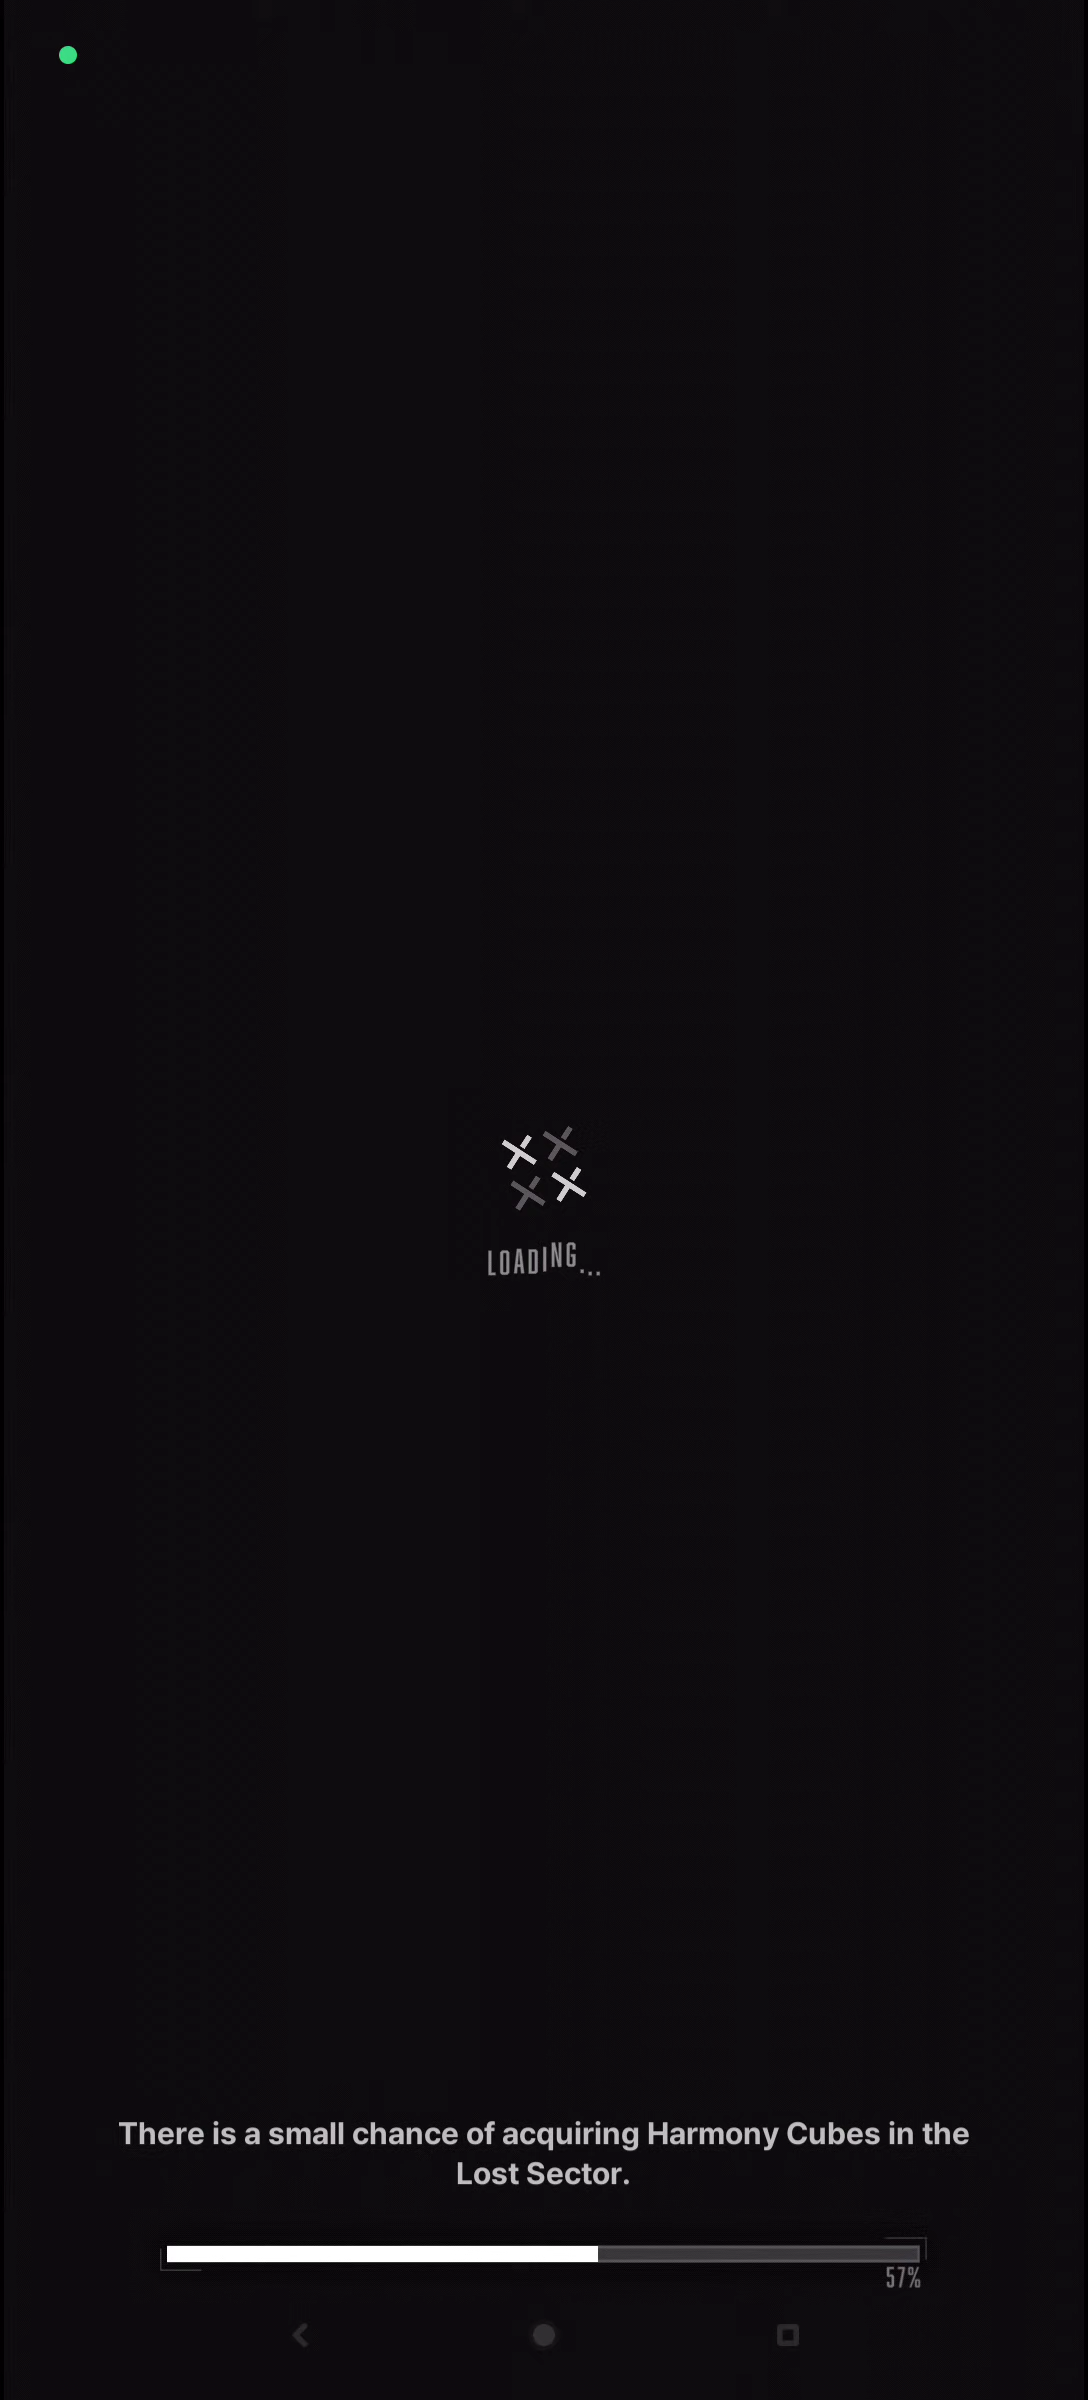 LOADING...
There is a small chance of acquiring Harmony Cubes in the
Lost Sector.
57%